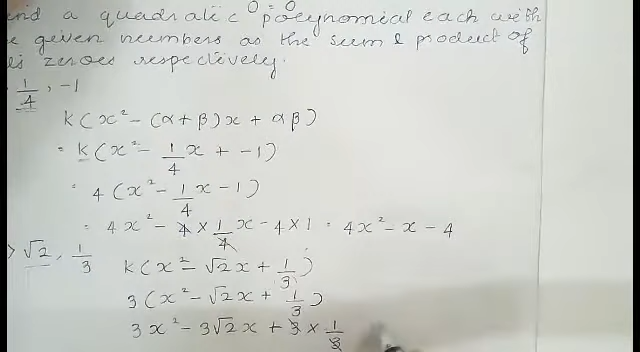 0 = 0
a quadratic polynomial each with
given numbers as the sum & product of
zeroes respectively.
1/4, -1
k(x² - (α + β)x + αβ)
= k(x² - 1/4 x + -1)
= 4(x² - 1/4 x - 1)
= 4x² - 4 × 1/4 x - 4 × 1 = 4x² - x - 4
> √2, 1/3 k(x² - √2x + 1/3)
3(x² - √2x + 1/3)
3x² - 3√2x + 3 × 1/3